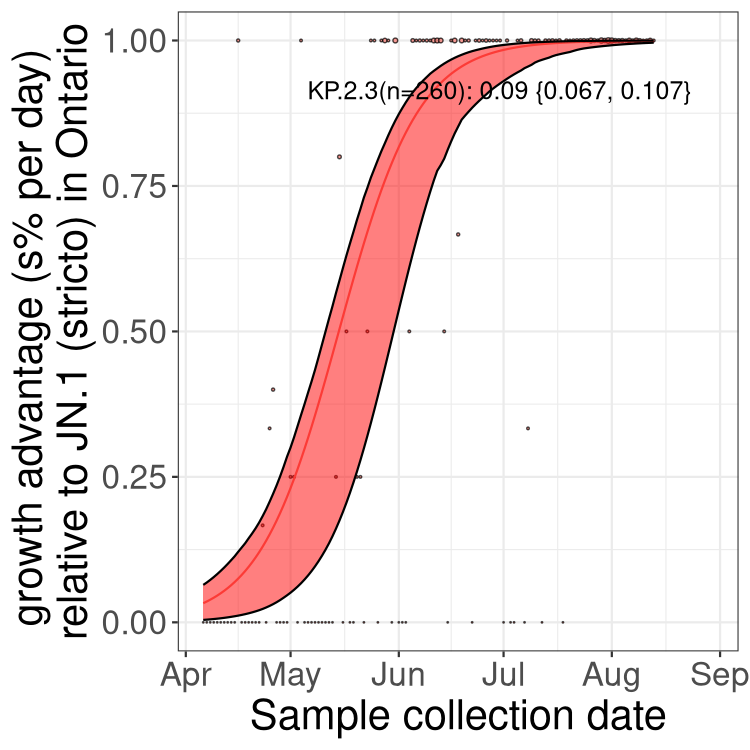 growth advantage (s% per day)
relative to JN.1 (stricto) in Ontario
1.00
0.75
0.50
0.25
0.00
KP.2.3(n=260): 0.09 {0.067, 0.107}
Apr May Jun Jul Aug Sep
Sample collection date